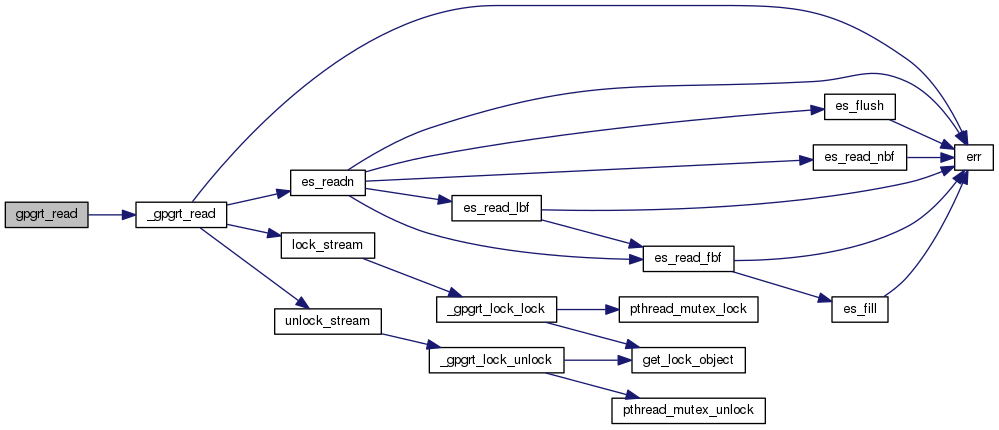 gpgrt_read
_gpgrt_read
es_readn
lock_stream
unlock_stream
es_read_lbf
_gpgrt_lock_lock
_gpgrt_lock_unlock
es_flush
es_read_nbf
es_read_fbf
es_fill
pthread_mutex_lock
get_lock_object
pthread_mutex_unlock
err